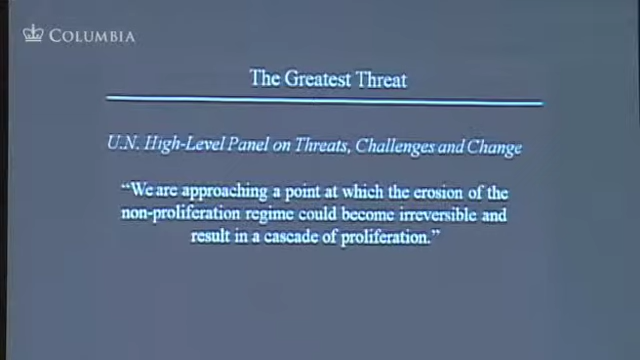 COLUMBIA
The Greatest Threat
U.N. High-Level Panel on Threats, Challenges and Change
“We are approaching a point at which the erosion of the
non-proliferation regime could become irreversible and
result in a cascade of proliferation.”